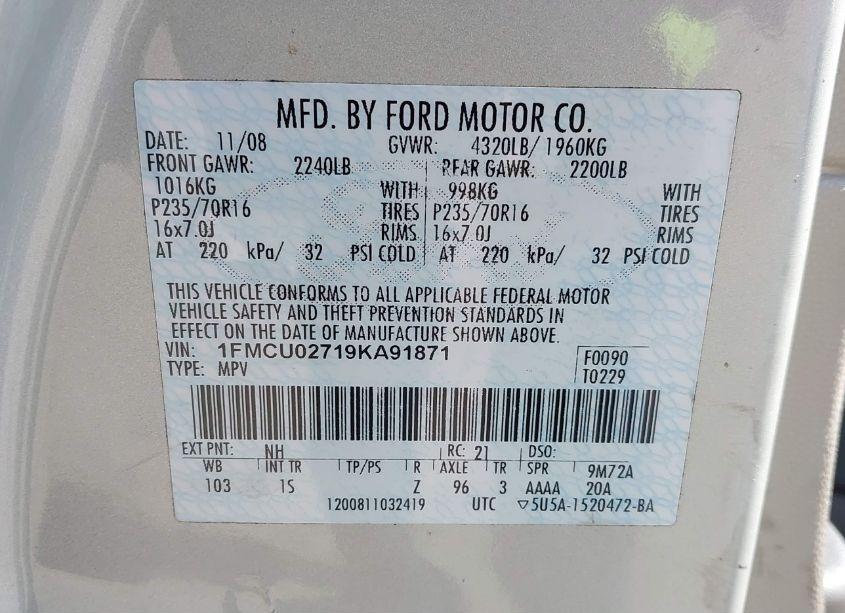 MFD. BY FORD MOTOR CO.
DATE: 11/08 GVWR: 4320LB/ 1960KG
FRONT GAWR: 2240LB REAR GAWR: 2200LB
1016KG WITH 998KG WITH
P235/70R16 TIRES P235/70R16 TIRES
16x7.0J RIMS 16x7.0J RIMS
AT 220 kPa/ 32 PSI COLD AT 220 kPa/ 32 PSI COLD
THIS VEHICLE CONFORMS TO ALL APPLICABLE FEDERAL MOTOR
VEHICLE SAFETY AND THEFT PREVENTION STANDARDS IN
EFFECT ON THE DATE OF MANUFACTURE SHOWN ABOVE.
VIN: 1FMCU02719KA91871 F0090
TYPE: MPV T0229
EXT PNT: NH RC: 21 DSO:
WB INT TR TP/PS R AXLE TR SPR 9M72A
103 1S Z 96 3 AAAA 20A
1200811032419 UTC ▽5U5A-1520472-BA